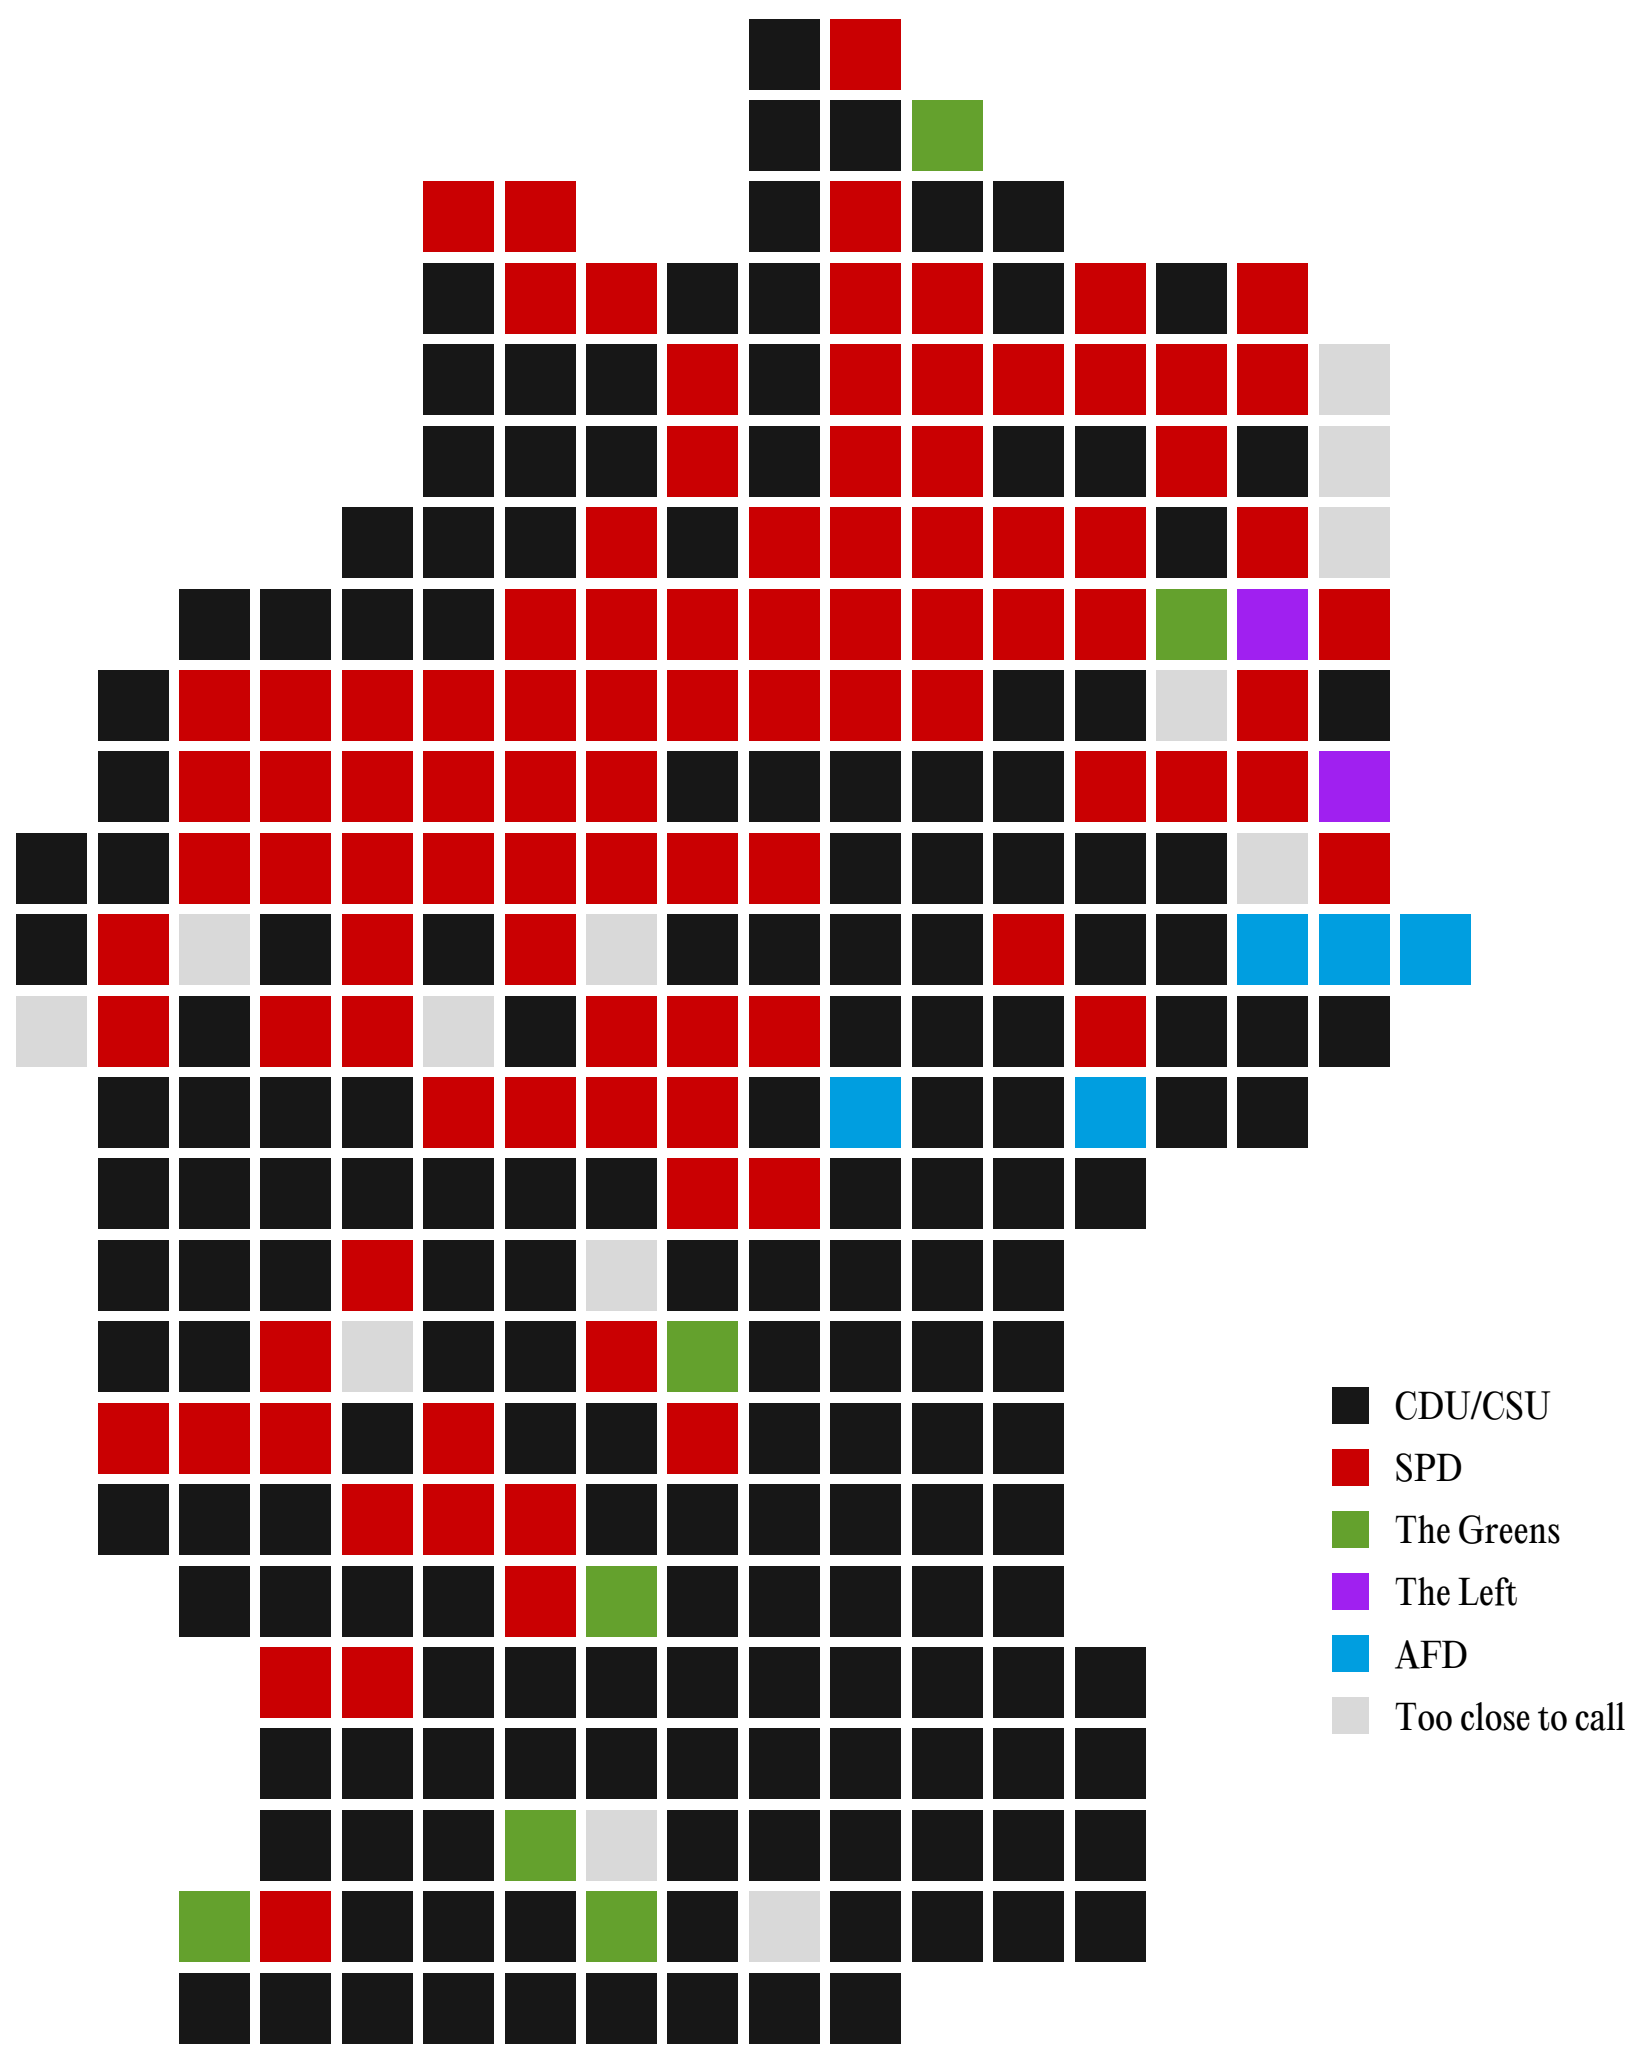 CDU/CSU
SPD
The Greens
The Left
AFD
Too close to call